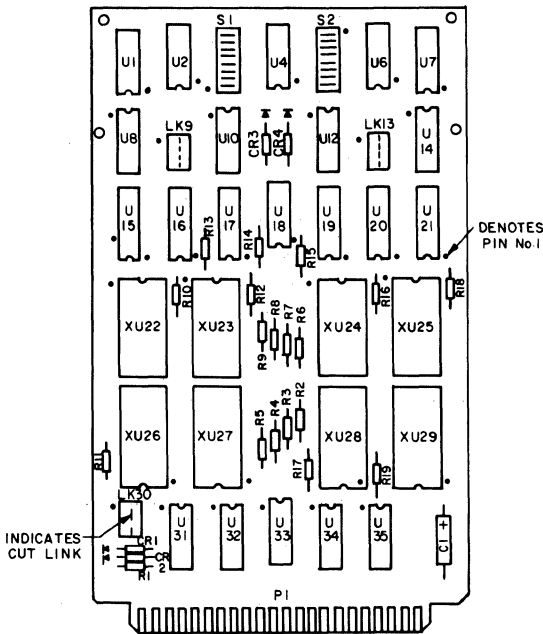 S1 S2
U1 U2 U4 U6 U7
U8 LK9 U10 CR3 CR4 U12 LK13 U 14
U 15 U 16 R13 U 17 R14 U 18 R15 U 19 U 20 U 21
DENOTES
PIN No.1
R10 R12 R16 R18
XU22 XU23 R9 R8 R7 R6 XU24 XU25
XU26 XU27 R5 R4 R3 R2 XU28 XU29
R11 R17 R19
LK30
INDICATES
CUT LINK
U 31 U 32 U 33 U 34 U 35 C1 +
CR1
CR 2
R1
P1